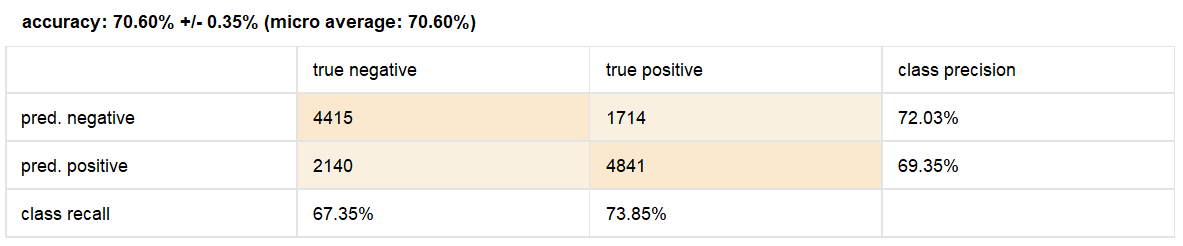 accuracy: 70.60% +/- 0.35% (micro average: 70.60%)
true negative true positive class precision
pred. negative 4415 1714 72.03%
pred. positive 2140 4841 69.35%
class recall 67.35% 73.85%